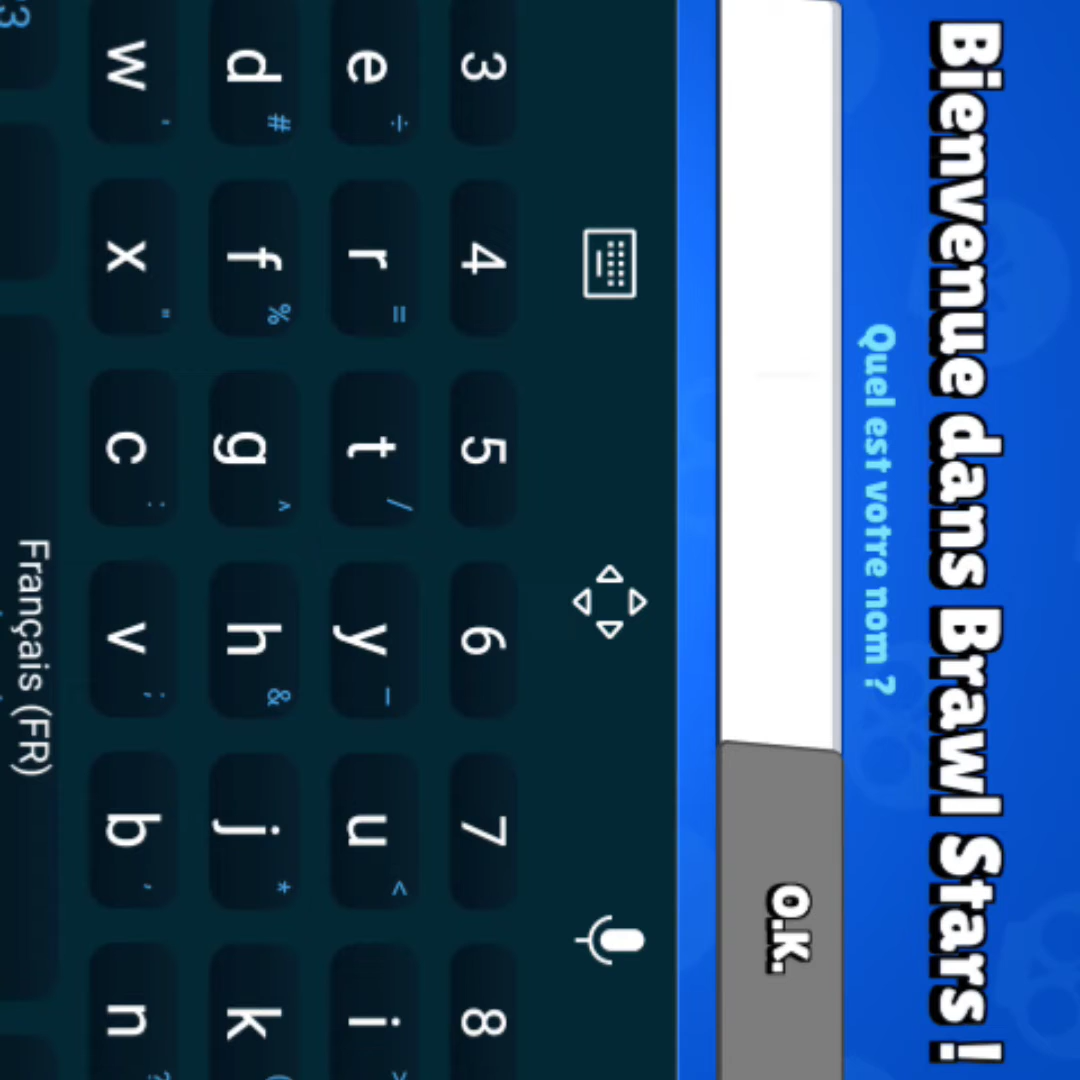 Bienvenue dans Brawl Stars !
Quel est votre nom ?
O.K.
3 4 5 6 7 8
e ÷ r = t / y _ u < i >
d # f % g ^ h & j * k (
w ' x " c : v ; b , n ?
Français (FR)